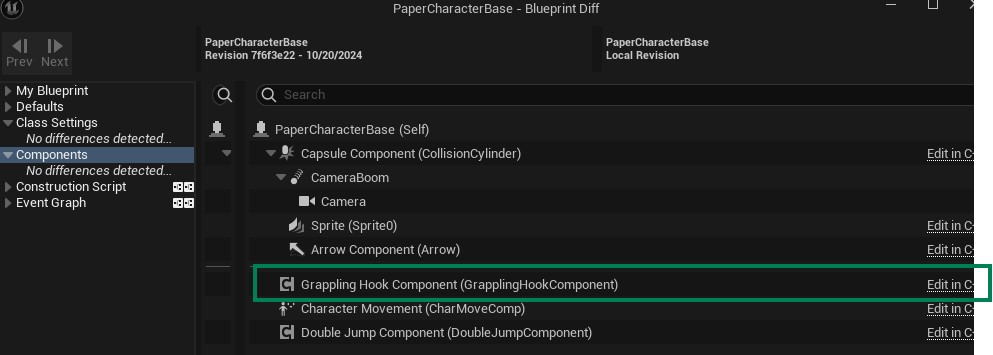 PaperCharacterBase - Blueprint Diff
Prev Next
PaperCharacterBase
Revision 7f6f3e22 - 10/20/2024
PaperCharacterBase
Local Revision
My Blueprint
Defaults
Class Settings
No differences detected...
Components
No differences detected...
Construction Script
Event Graph
Search
PaperCharacterBase (Self)
Capsule Component (CollisionCylinder) Edit in C
CameraBoom
Camera
Sprite (Sprite0) Edit in C
Arrow Component (Arrow) Edit in C
Grappling Hook Component (GrapplingHookComponent) Edit in C
Character Movement (CharMoveComp) Edit in C
Double Jump Component (DoubleJumpComponent) Edit in C